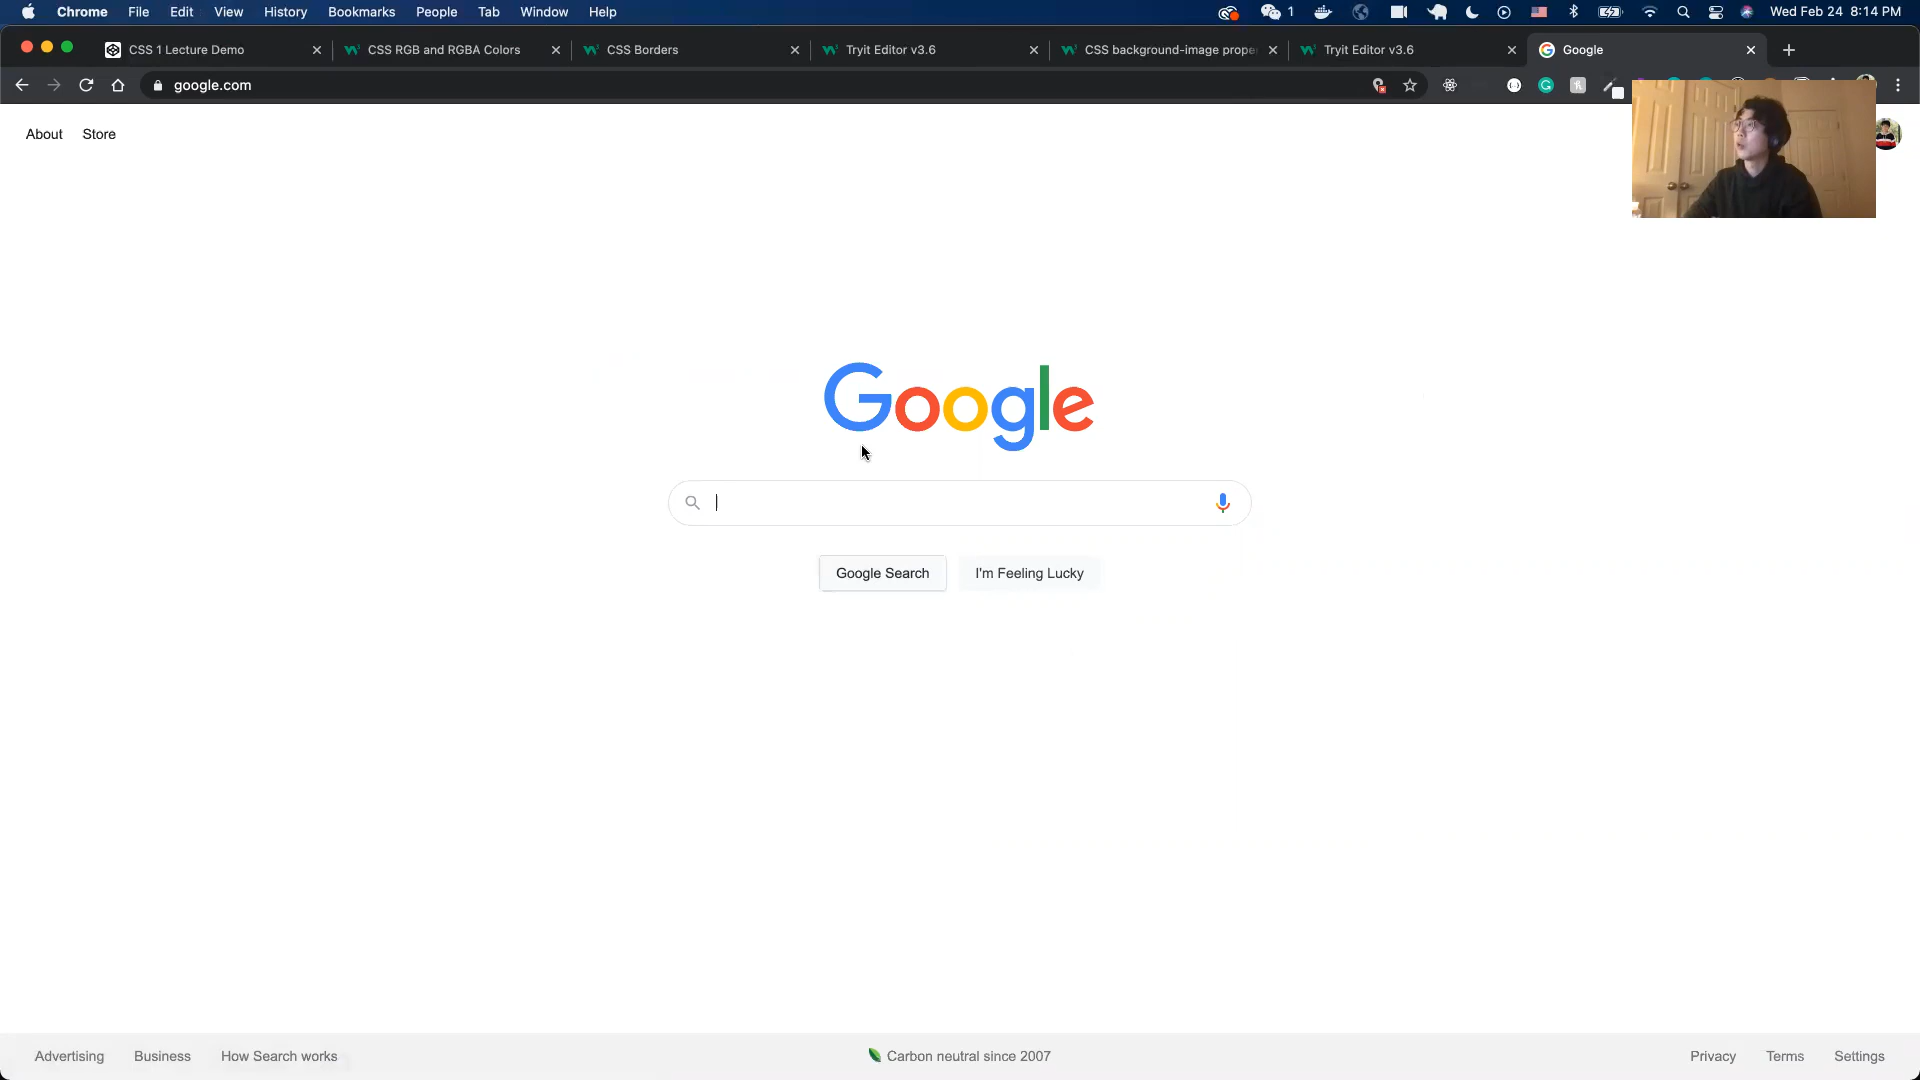 Chrome File Edit View History Bookmarks People Tab Window Help 1 Wed Feb 24 8:14 PM
CSS 1 Lecture Demo CSS RGB and RGBA Colors CSS Borders Tryit Editor v3.6 CSS background-image prope Tryit Editor v3.6 Google
google.com
About Store
Google
Google Search I'm Feeling Lucky
Advertising Business How Search works Carbon neutral since 2007 Privacy Terms Settings